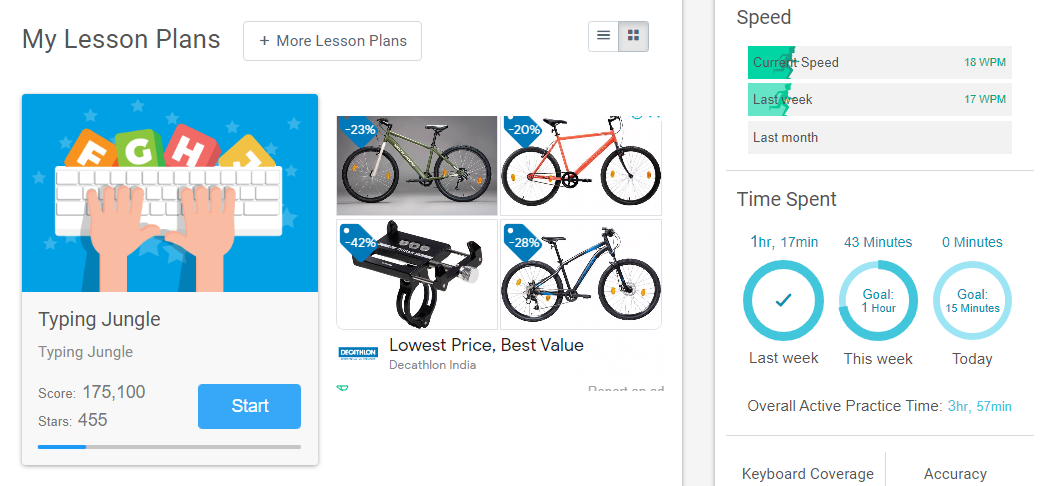 My Lesson Plans
+ More Lesson Plans
F G H J
Typing Jungle
Typing Jungle
Score: 175,100
Stars: 455
Start
-23%
-20%
-42%
-28%
DECATHLON
Lowest Price, Best Value
Decathlon India
Report an ad
Speed
Current Speed 18 WPM
Last week 17 WPM
Last month
Time Spent
1hr, 17min 43 Minutes 0 Minutes
Goal: 1 Hour
Goal: 15 Minutes
Last week This week Today
Overall Active Practice Time: 3hr, 57min
Keyboard Coverage Accuracy